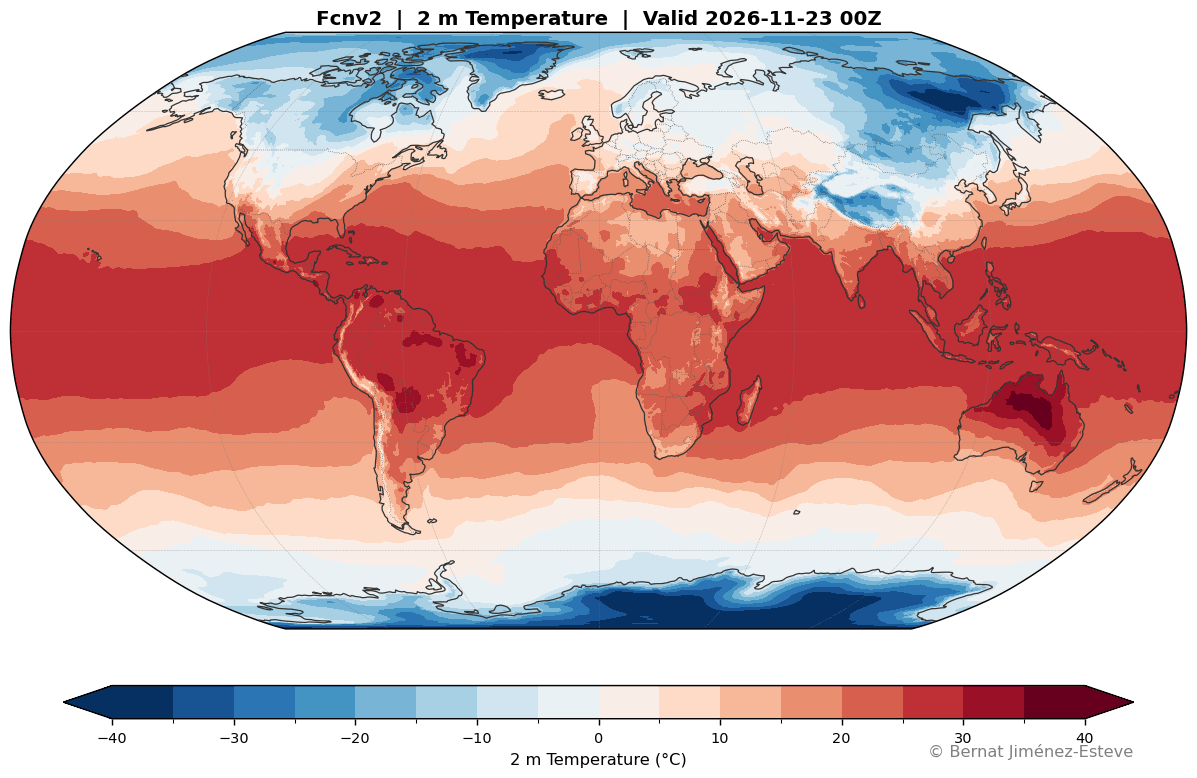 Fcnv2 | 2 m Temperature | Valid 2026-11-23 00Z
−40 −30 −20 −10 0 10 20 30 40
2 m Temperature (°C)
© Bernat Jiménez-Esteve